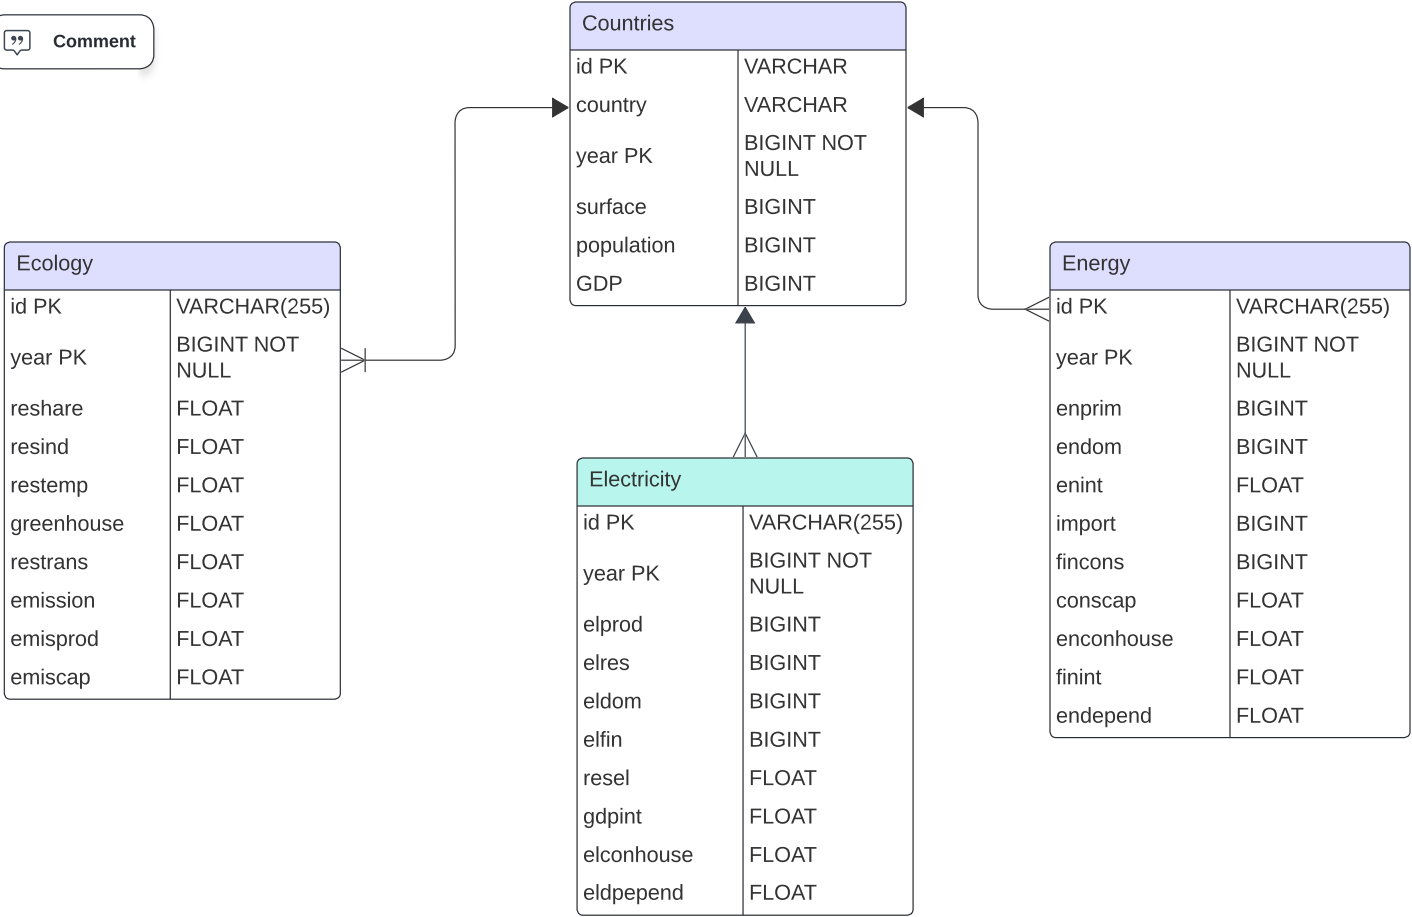 Comment
Countries
id PK VARCHAR
country VARCHAR
year PK BIGINT NOT
NULL
surface BIGINT
population BIGINT
GDP BIGINT
Ecology
id PK VARCHAR(255)
year PK BIGINT NOT
NULL
reshare FLOAT
resind FLOAT
restemp FLOAT
greenhouse FLOAT
restrans FLOAT
emission FLOAT
emisprod FLOAT
emiscap FLOAT
Electricity
id PK VARCHAR(255)
year PK BIGINT NOT
NULL
elprod BIGINT
elres BIGINT
eldom BIGINT
elfin BIGINT
resel FLOAT
gdpint FLOAT
elconhouse FLOAT
eldpepend FLOAT
Energy
id PK VARCHAR(255)
year PK BIGINT NOT
NULL
enprim BIGINT
endom BIGINT
enint FLOAT
import BIGINT
fincons BIGINT
conscap FLOAT
enconhouse FLOAT
finint FLOAT
endepend FLOAT